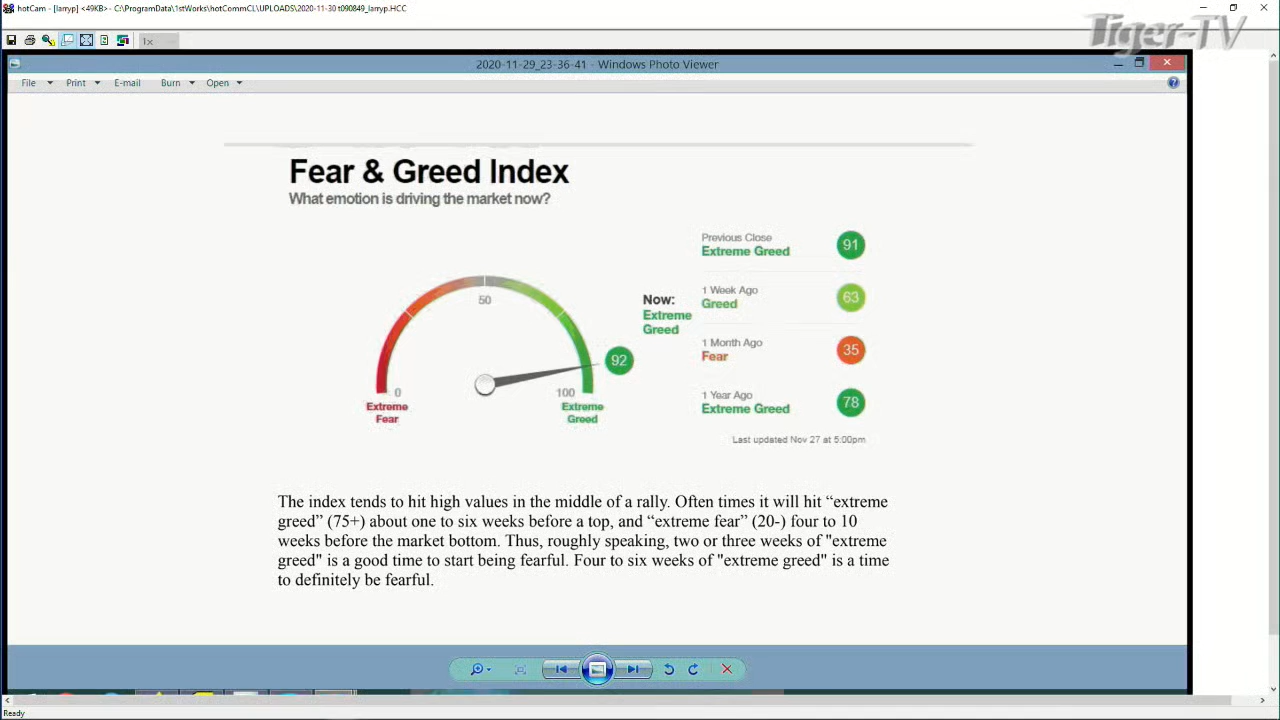 hotCam - [larryp] <49KB> - C:\ProgramData\1stWorks\hotCommCL\UPLOADS\2020-11-30 t090849_larryp.HCC
Tiger-TV
1x
2020-11-29_23-36-41 - Windows Photo Viewer
File Print E-mail Burn Open
Fear & Greed Index
What emotion is driving the market now?
Previous Close
Extreme Greed 91
1 Week Ago
Greed 63
1 Month Ago
Fear 35
1 Year Ago
Extreme Greed 78
Last updated Nov 27 at 5:00pm
Now:
Extreme
Greed
50
92
0
100
Extreme
Fear
Extreme
Greed
The index tends to hit high values in the middle of a rally. Often times it will hit “extreme
greed” (75+) about one to six weeks before a top, and “extreme fear” (20-) four to 10
weeks before the market bottom. Thus, roughly speaking, two or three weeks of "extreme
greed" is a good time to start being fearful. Four to six weeks of "extreme greed" is a time
to definitely be fearful.
Ready